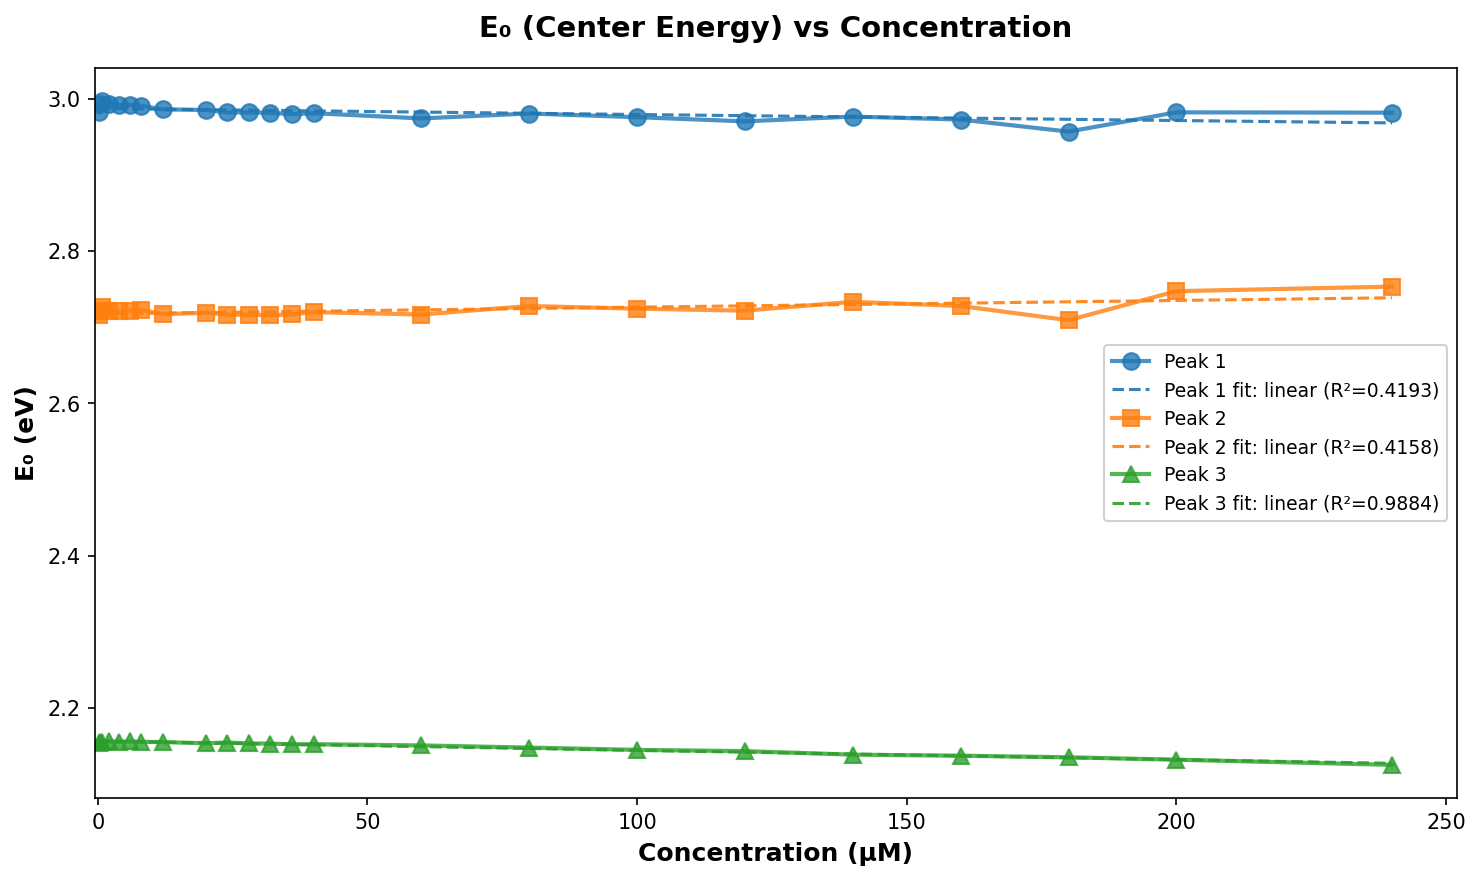 E₀ (Center Energy) vs Concentration
E₀ (eV)
3.0
2.8
2.6
2.4
2.2
Peak 1
Peak 1 fit: linear (R²=0.4193)
Peak 2
Peak 2 fit: linear (R²=0.4158)
Peak 3
Peak 3 fit: linear (R²=0.9884)
0 50 100 150 200 250
Concentration (μM)